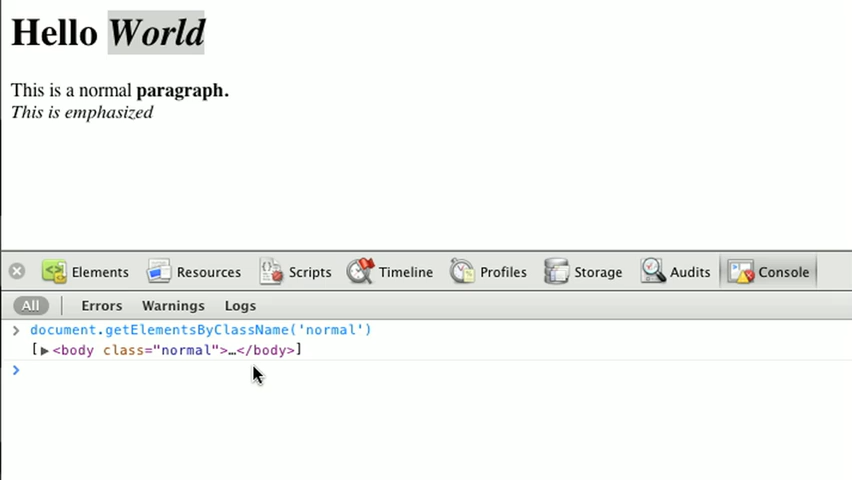 Hello World
This is a normal paragraph.
This is emphasized
Elements Resources Scripts Timeline Profiles Storage Audits Console
All Errors Warnings Logs
> document.getElementsByClassName('normal')
[▶<body class="normal">…</body>]
>